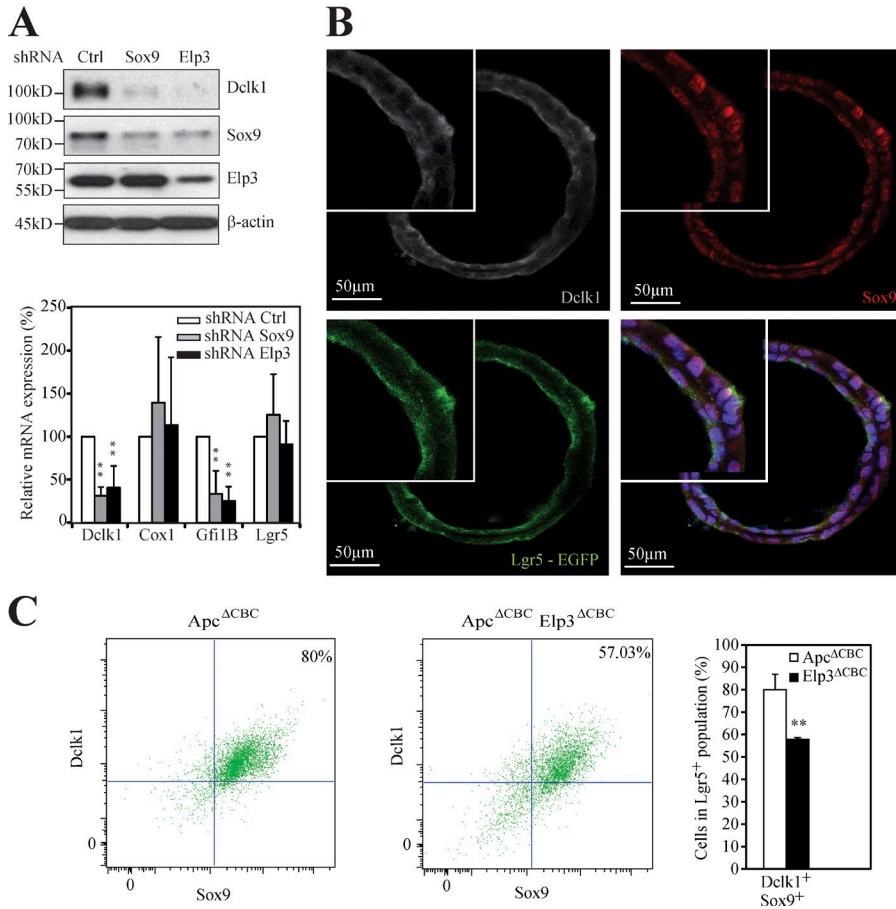 A
shRNA Ctrl Sox9 Elp3
100kD
Dclk1
100kD
70kD
Sox9
70kD
55kD
Elp3
45kD
β-actin
Relative mRNA expression (%)
250
200
150
100
50
0
shRNA Ctrl
shRNA Sox9
shRNA Elp3
** ** ** **
Dclk1 Cox1 Gfi1B Lgr5
B
50μm
Dclk1
50μm
Sox9
50μm
Lgr5 - EGFP
50μm
C
Apc ΔCBC
80%
Dclk1
0
0
Sox9
Apc ΔCBC Elp3 ΔCBC
57.03%
Dclk1
0
0
Sox9
Cells in Lgr5+ population (%)
100
90
80
70
60
50
40
30
20
10
0
Apc ΔCBC
Elp3 ΔCBC
**
Dclk1+
Sox9+